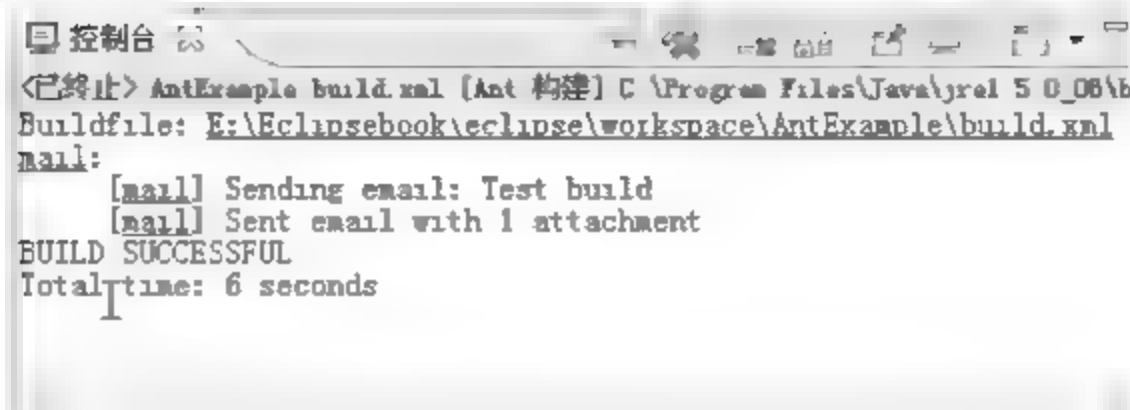 控制台
<已终止> AntExample build.xml [Ant 构建] C \Program Files\Java\jre1 5 0_06\b
Buildfile: E:\Eclipsebook\eclipse\workspace\AntExample\build.xml
mail:
[mail] Sending email: Test build
[mail] Sent email with 1 attachment
BUILD SUCCESSFUL
Total time: 6 seconds